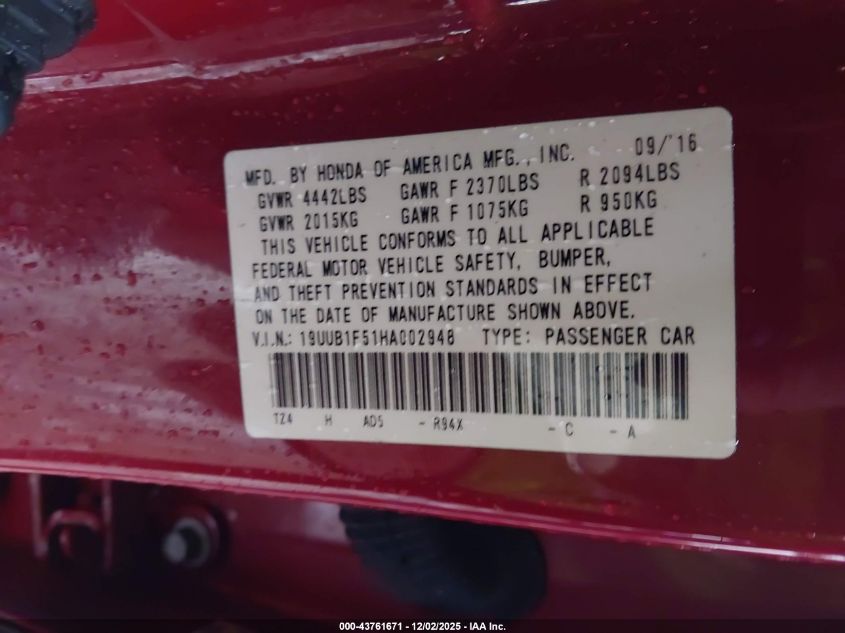 MFD. BY HONDA OF AMERICA MFG., INC. 09/'16
GVWR 4442LBS GAWR F 2370LBS R 2094LBS
GVWR 2015KG GAWR F 1075KG R 950KG
THIS VEHICLE CONFORMS TO ALL APPLICABLE
FEDERAL MOTOR VEHICLE SAFETY, BUMPER,
AND THEFT PREVENTION STANDARDS IN EFFECT
ON THE DATE OF MANUFACTURE SHOWN ABOVE.
V.I.N.: 19UUB1F51HA002948 TYPE: PASSENGER CAR
TZ4 H AD5 - R94X - C - A
000-43761671 - 12/02/2025 - IAA Inc.